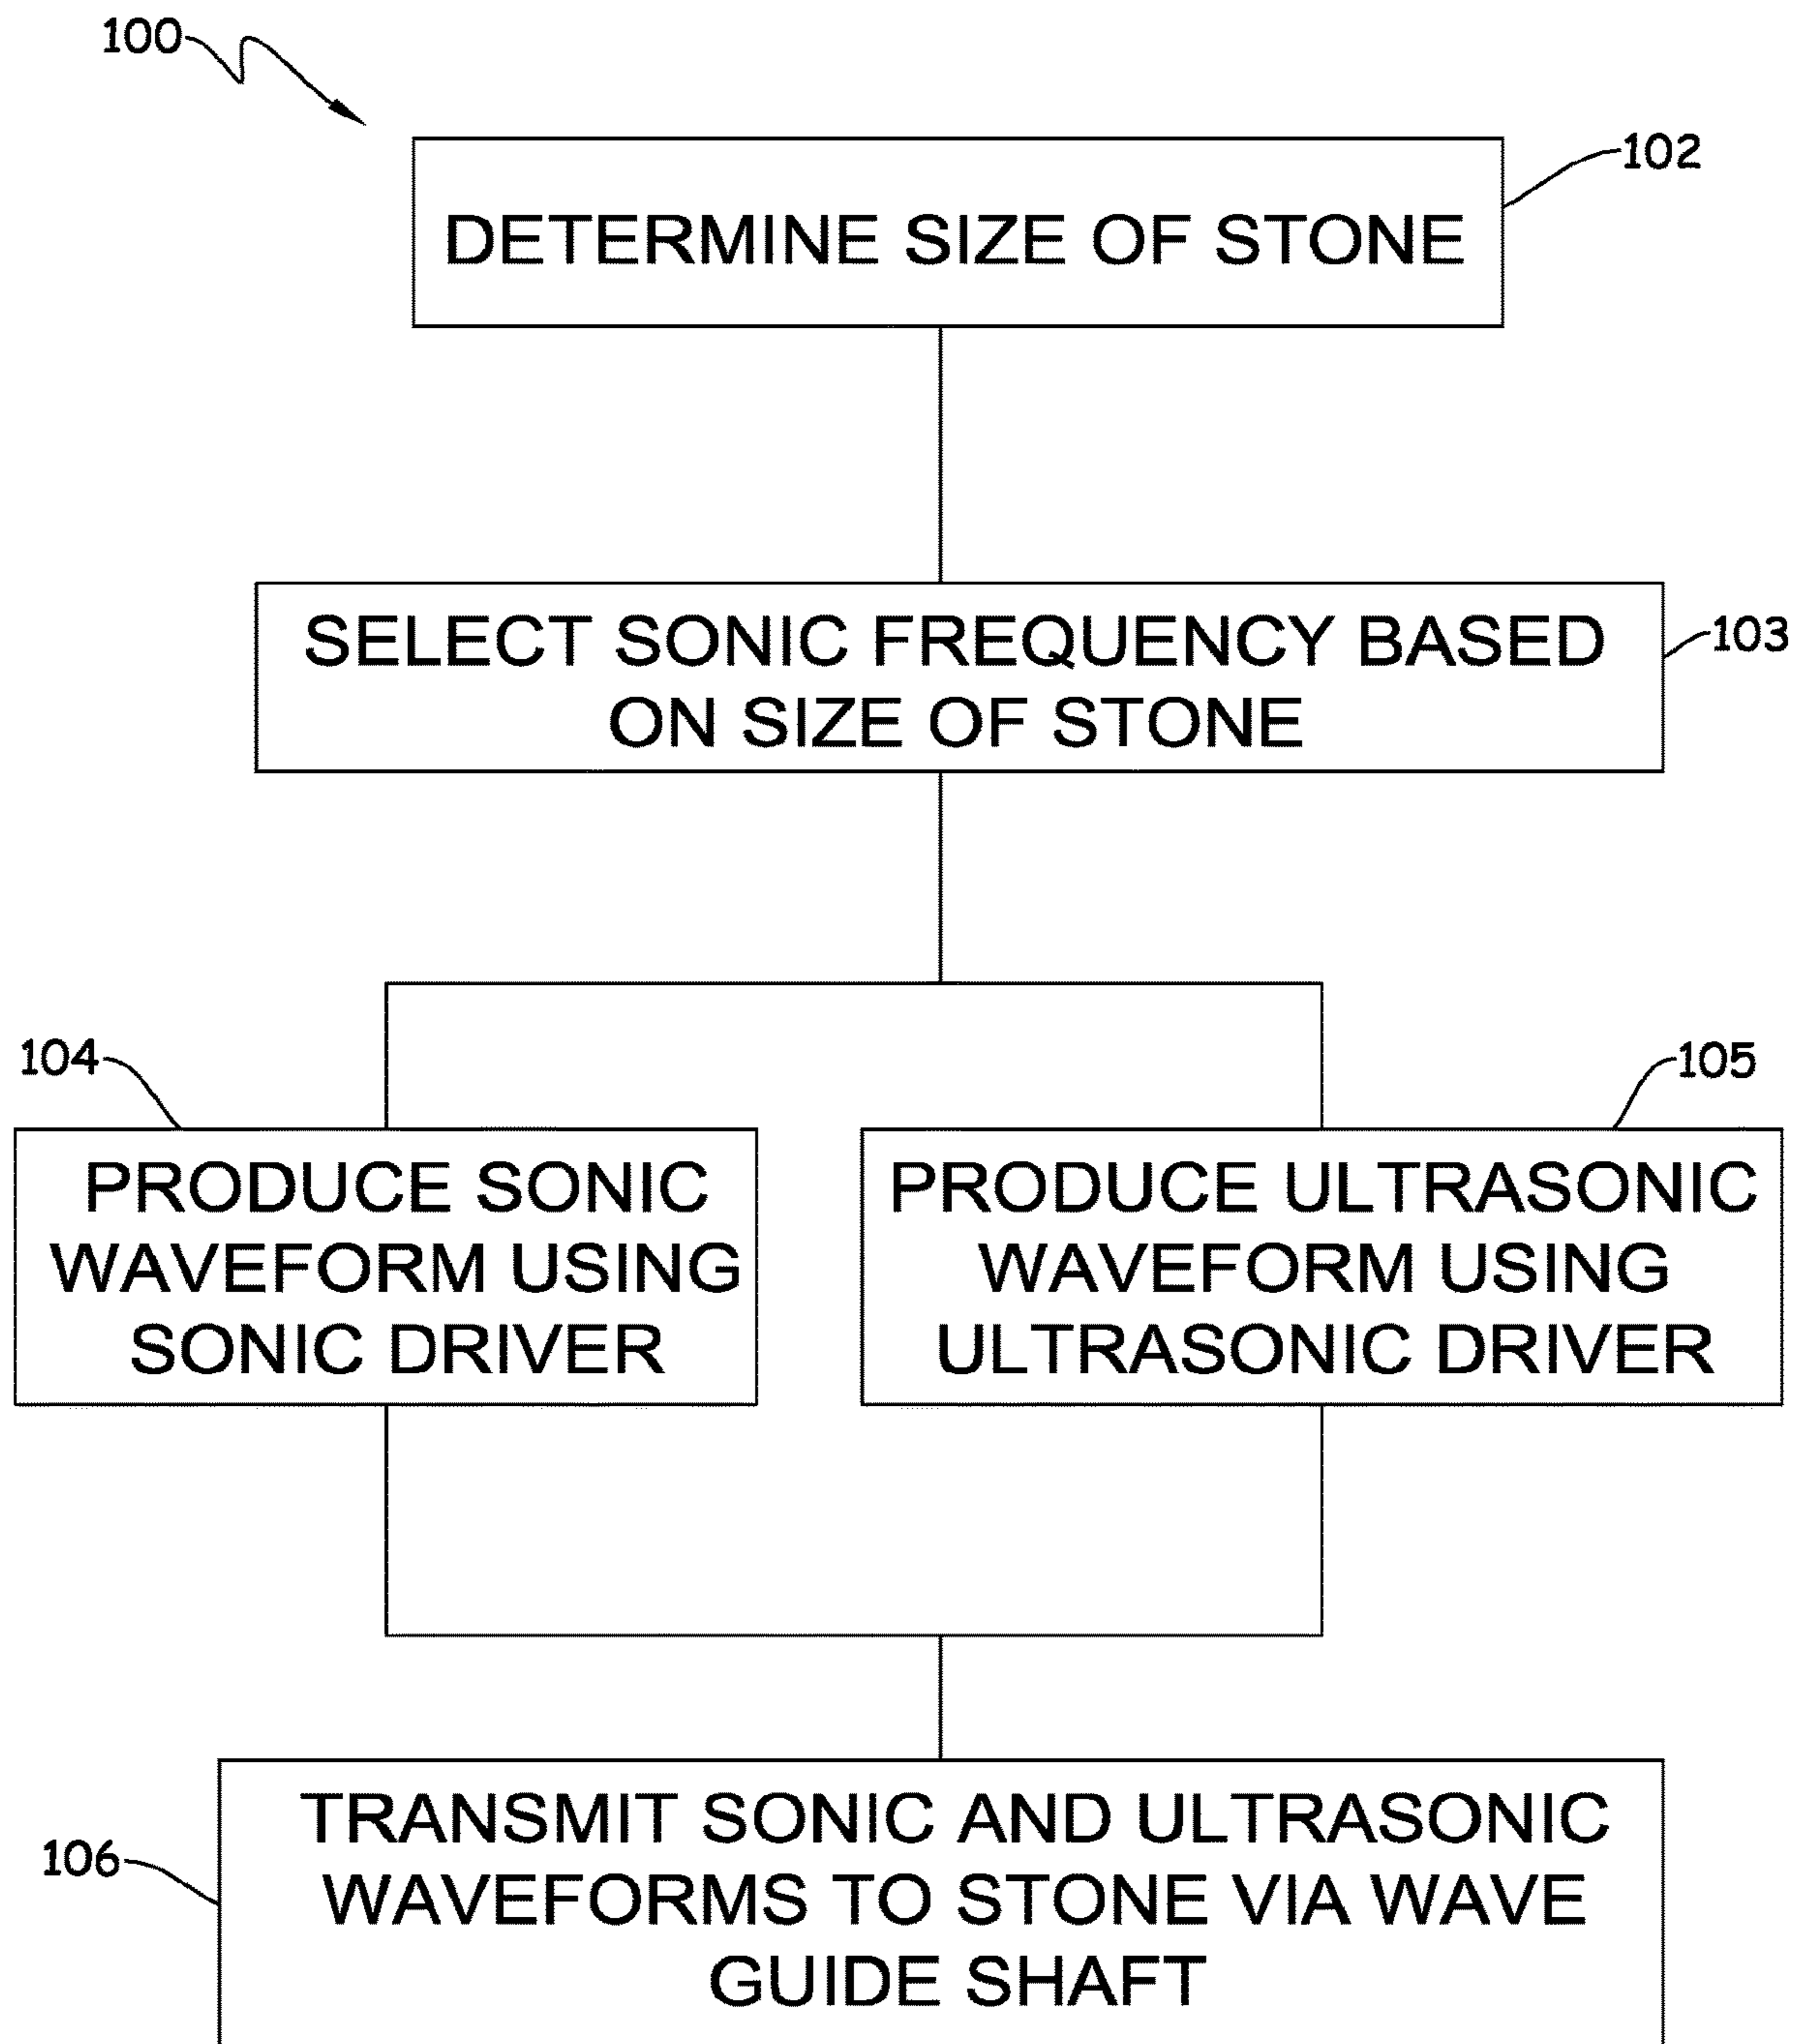 100
102
DETERMINE SIZE OF STONE
SELECT SONIC FREQUENCY BASED
103
ON SIZE OF STONE
104
105
PRODUCE SONIC
WAVEFORM USING
SONIC DRIVER
PRODUCE ULTRASONIC
WAVEFORM USING
ULTRASONIC DRIVER
TRANSMIT SONIC AND ULTRASONIC
106
WAVEFORMS TO STONE VIA WAVE
GUIDE SHAFT